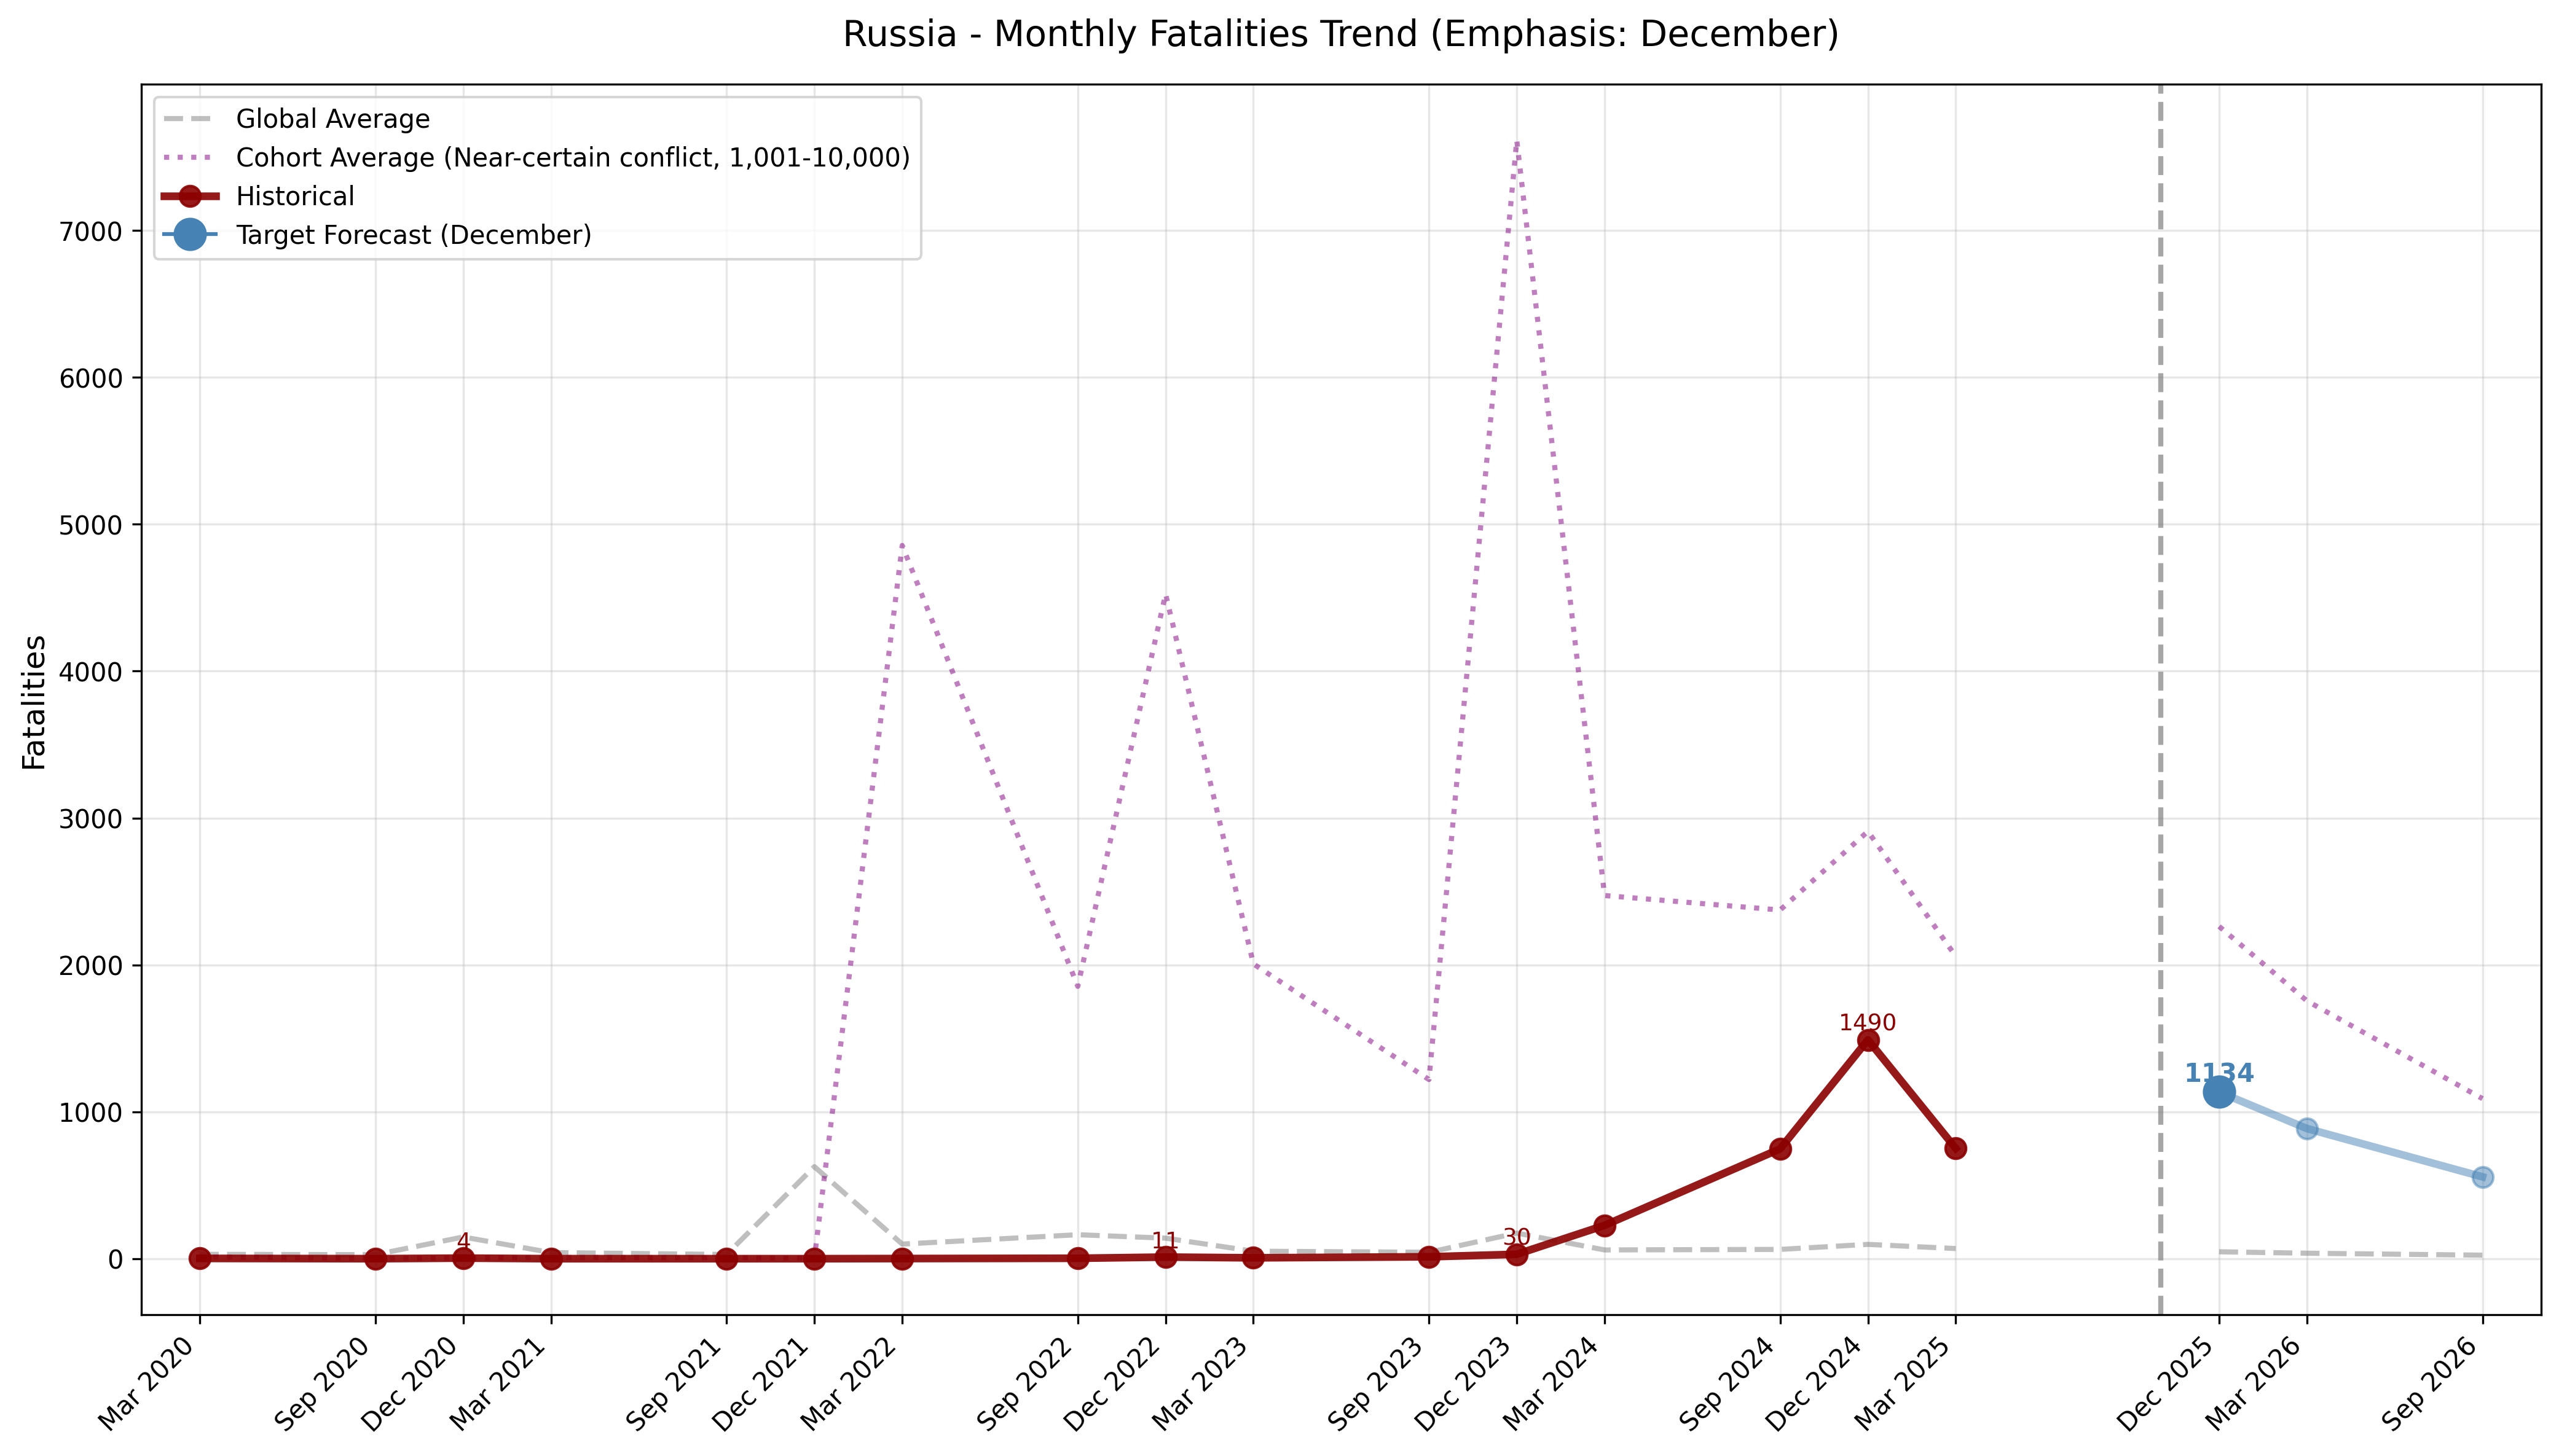 Russia - Monthly Fatalities Trend (Emphasis: December)
Global Average
Cohort Average (Near-certain conflict, 1,001-10,000)
Historical
Target Forecast (December)
Fatalities
7000
6000
5000
4000
3000
2000
1000
0
4
11
30
1490
1134
Mar 2020
Sep 2020
Dec 2020
Mar 2021
Sep 2021
Dec 2021
Mar 2022
Sep 2022
Dec 2022
Mar 2023
Sep 2023
Dec 2023
Mar 2024
Sep 2024
Dec 2024
Mar 2025
Dec 2025
Mar 2026
Sep 2026